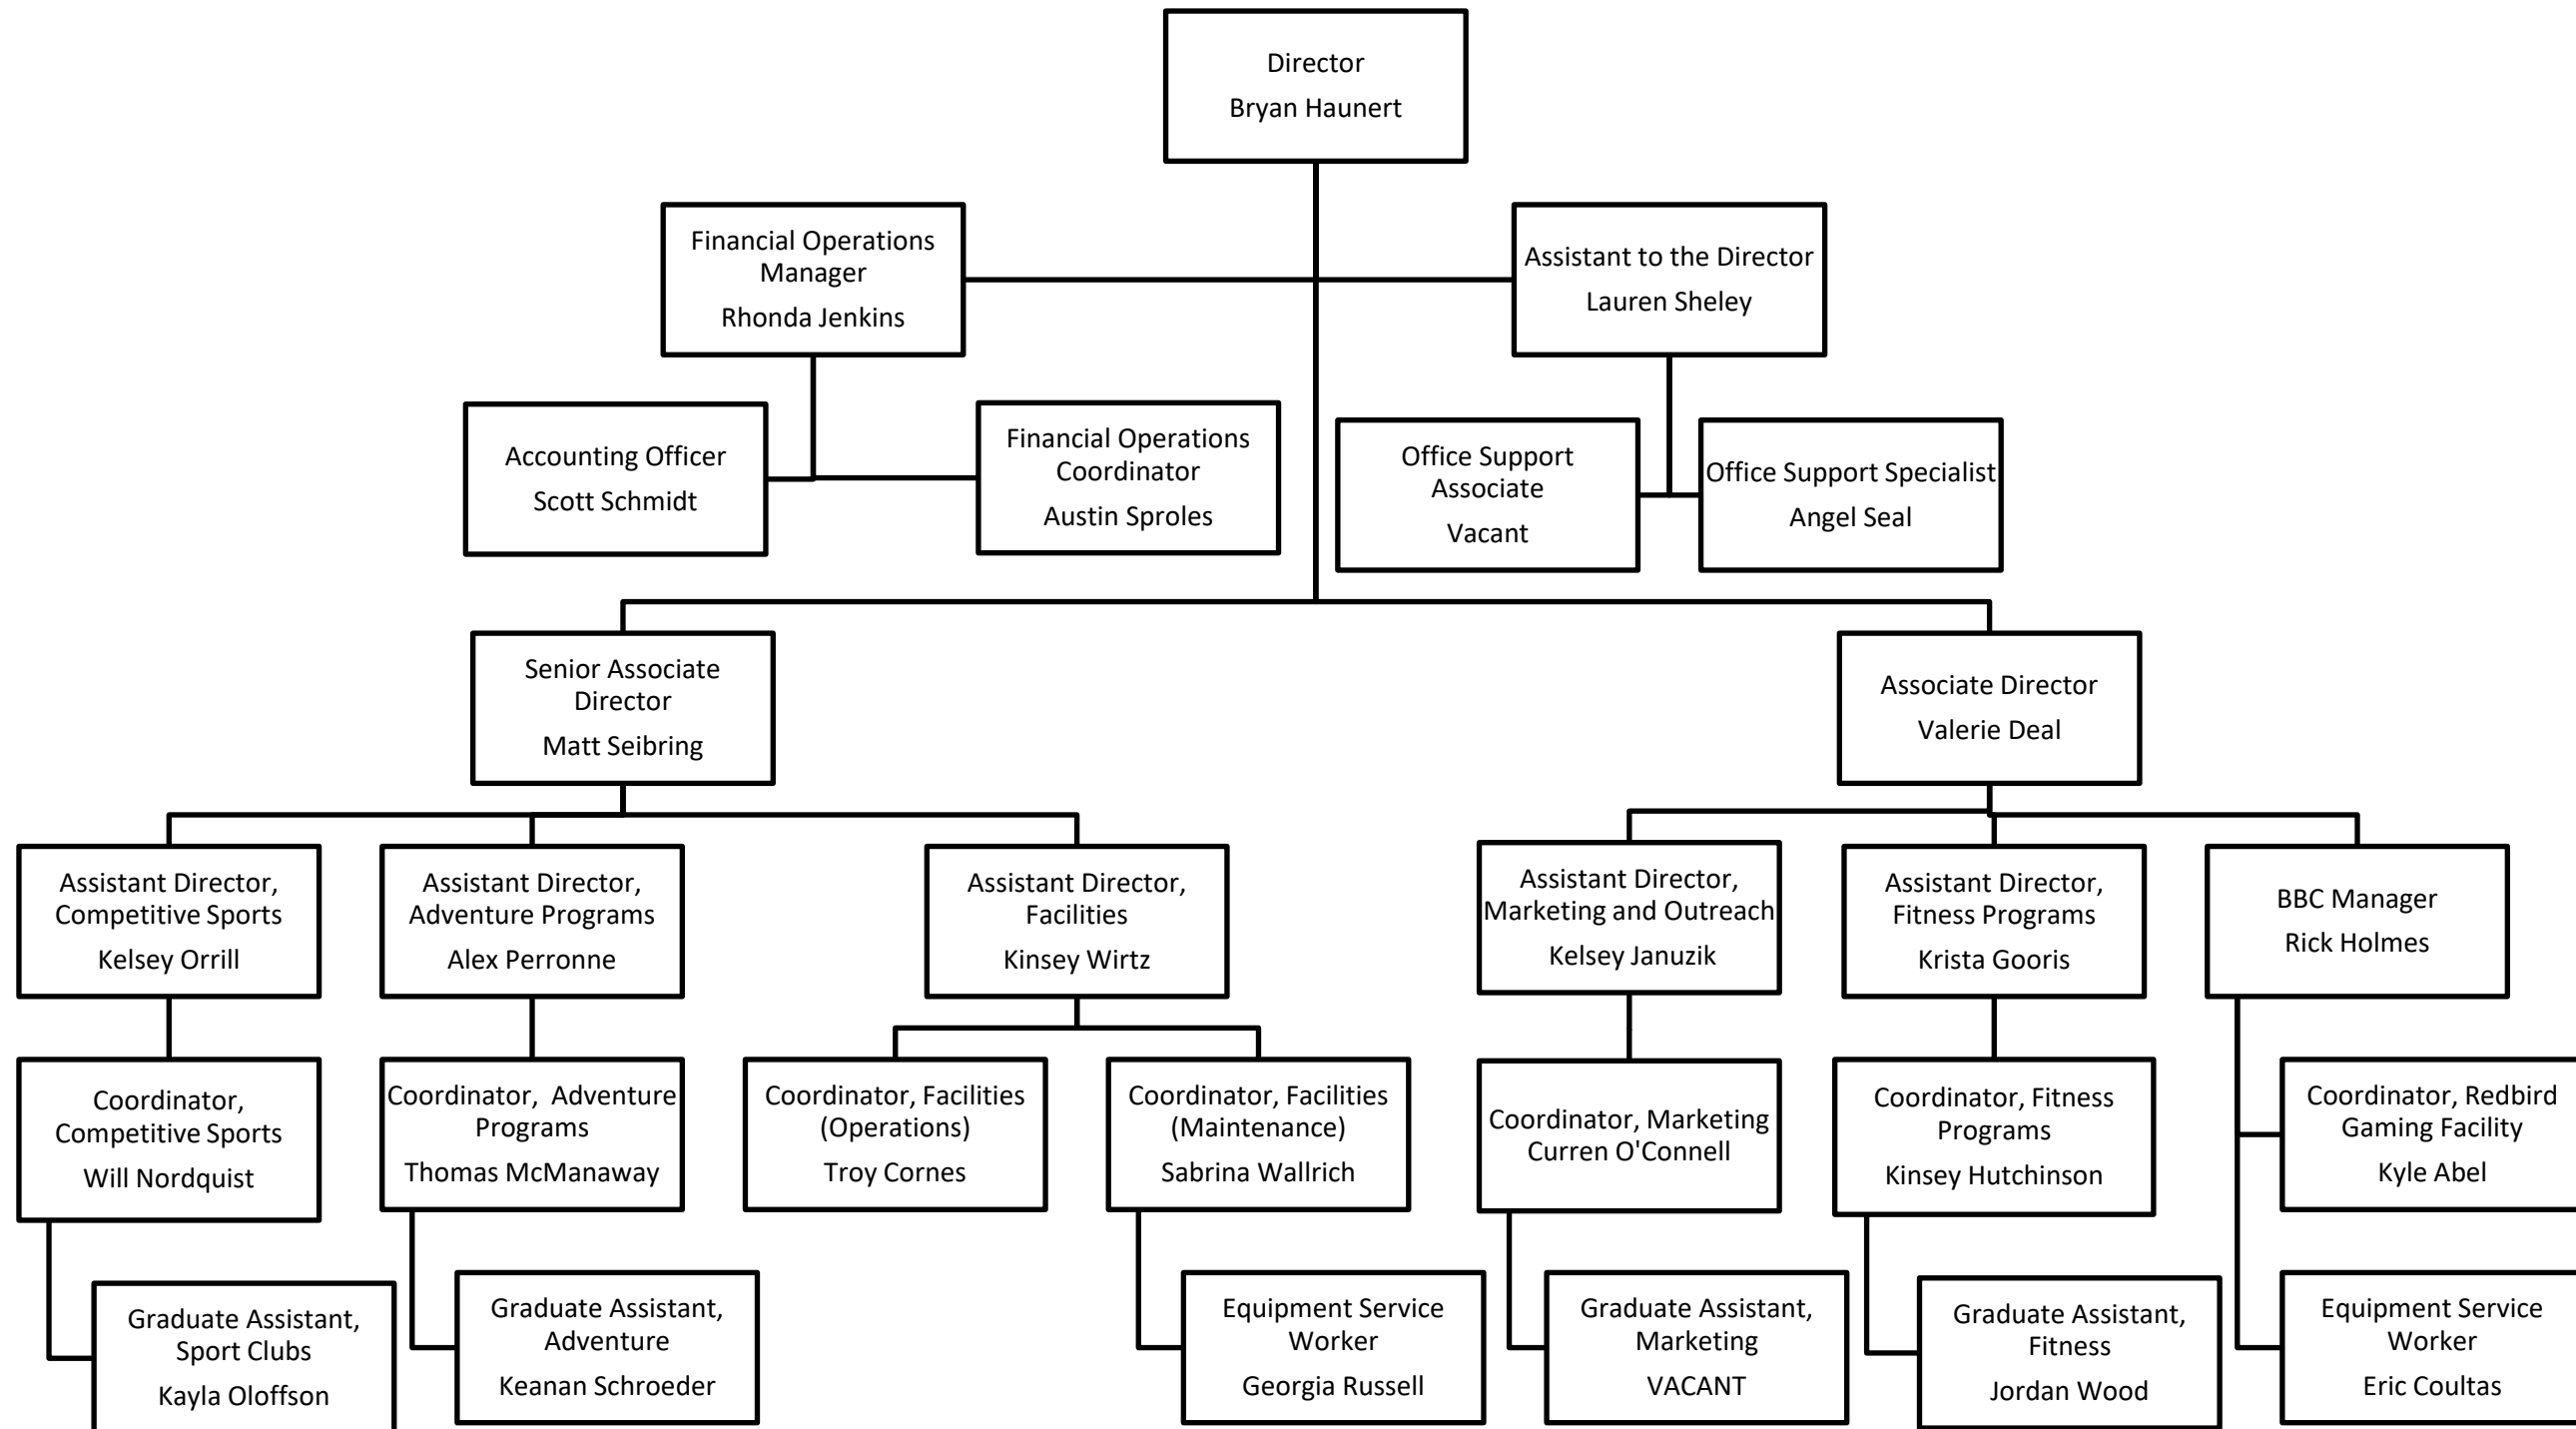 Director
Bryan Haunert
Financial Operations
Manager
Rhonda Jenkins
Assistant to the Director
Lauren Sheley
Accounting Officer
Scott Schmidt
Financial Operations
Coordinator
Austin Sproles
Office Support
Associate
Vacant
Office Support Specialist
Angel Seal
Senior Associate
Director
Matt Seibring
Associate Director
Valerie Deal
Assistant Director,
Competitive Sports
Kelsey Orrill
Assistant Director,
Adventure Programs
Alex Perronne
Assistant Director,
Facilities
Kinsey Wirtz
Assistant Director,
Marketing and Outreach
Kelsey Januzik
Assistant Director,
Fitness Programs
Krista Gooris
BBC Manager
Rick Holmes
Coordinator,
Competitive Sports
Will Nordquist
Coordinator,  Adventure
Programs
Thomas McManaway
Coordinator, Facilities
(Operations)
Troy Cornes
Coordinator, Facilities
(Maintenance)
Sabrina Wallrich
Coordinator, Marketing
Curren O'Connell
Coordinator, Fitness
Programs
Kinsey Hutchinson
Coordinator, Redbird
Gaming Facility
Kyle Abel
Graduate Assistant,
Sport Clubs
Kayla Oloffson
Graduate Assistant,
Adventure
Keanan Schroeder
Equipment Service
Worker
Georgia Russell
Graduate Assistant,
Marketing
VACANT
Graduate Assistant,
Fitness
Jordan Wood
Equipment Service
Worker
Eric Coultas